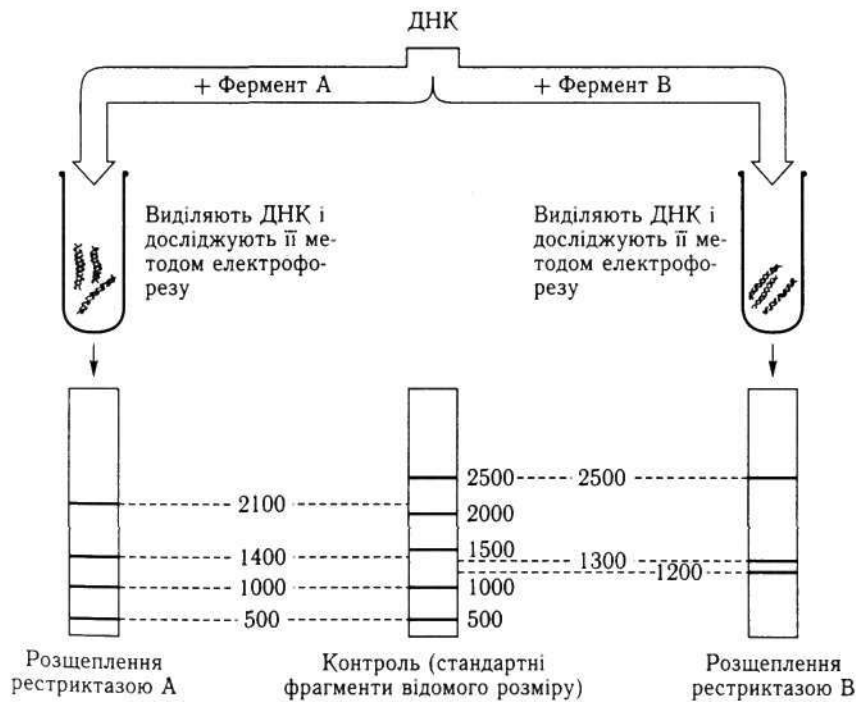 ДНК
+ Фермент А
+ Фермент В
Виділяють ДНК і
досліджують її ме-
тодом електрофо-
резу
Виділяють ДНК і
досліджують її ме-
тодом електрофо-
резу
2500
2500
2100
2000
1500
1400
1300
1200
1000
1000
500
500
Розщеплення
рестриктазою А
Контроль (стандартні
фрагменти відомого розміру)
Розщеплення
рестриктазою В